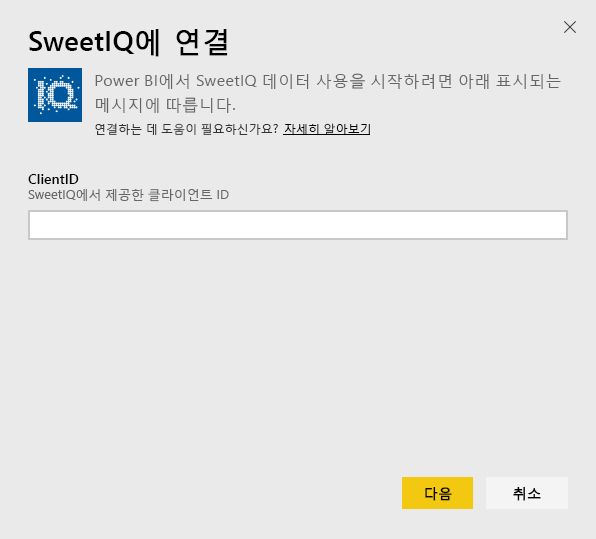 SweetIQ에 연결
IQ
Power BI에서 SweetIQ 데이터 사용을 시작하려면 아래 표시되는
메시지에 따릅니다.
연결하는 데 도움이 필요하신가요? 자세히 알아보기
ClientID
SweetIQ에서 제공한 클라이언트 ID
다음
취소